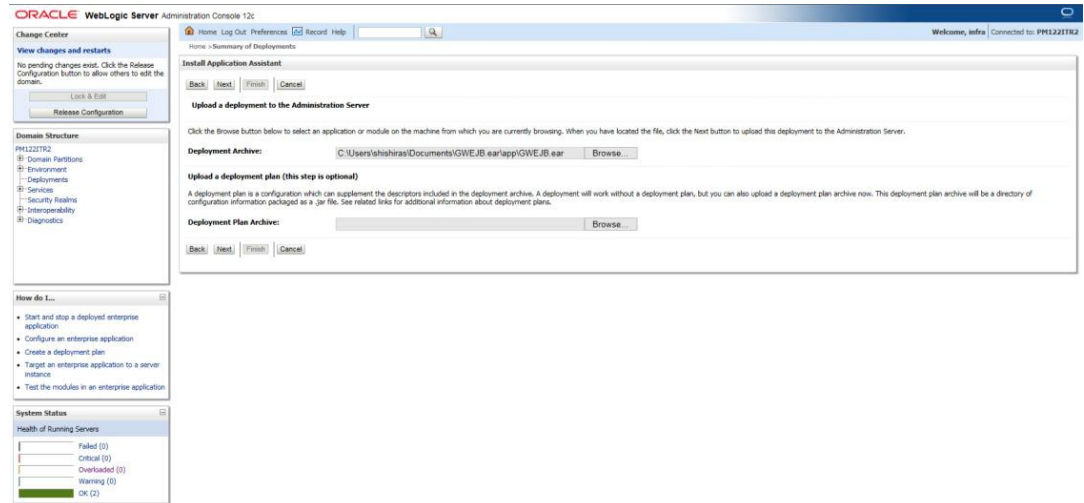 ORACLE WebLogic Server Administration Console 12c
Change Center
View changes and restarts
No pending changes exist. Click the Release
Configuration button to allow others to edit the
domain.
Lock & Edit
Release Configuration
Domain Structure
PM122ITR2
Domain Partitions
Environment
Deployments
Services
Security Realms
Interoperability
Diagnostics
How do I...
Start and stop a deployed enterprise
application
Configure an enterprise application
Create a deployment plan
Target an enterprise application to a server
instance
Test the modules in an enterprise application
System Status
Health of Running Servers
Failed (0)
Critical (0)
Overloaded (0)
Warning (0)
OK (2)
Home Log Out Preferences Record Help
Welcome, infra Connected to: PM122ITR2
Home >Summary of Deployments
Install Application Assistant
Back Next Finish Cancel
Upload a deployment to the Administration Server
Click the Browse button below to select an application or module on the machine from which you are currently browsing. When you have located the file, click the Next button to upload this deployment to the Administration Server.
Deployment Archive: C:\Users\shishiras\Documents\GWEJB.ear\app\GWEJB.ear Browse...
Upload a deployment plan (this step is optional)
A deployment plan is a configuration which can supplement the descriptors included in the deployment archive. A deployment will work without a deployment plan, but you can also upload a deployment plan archive now. This deployment plan archive will be a directory of
configuration information packaged as a .jar file. See related links for additional information about deployment plans.
Deployment Plan Archive: Browse...
Back Next Finish Cancel